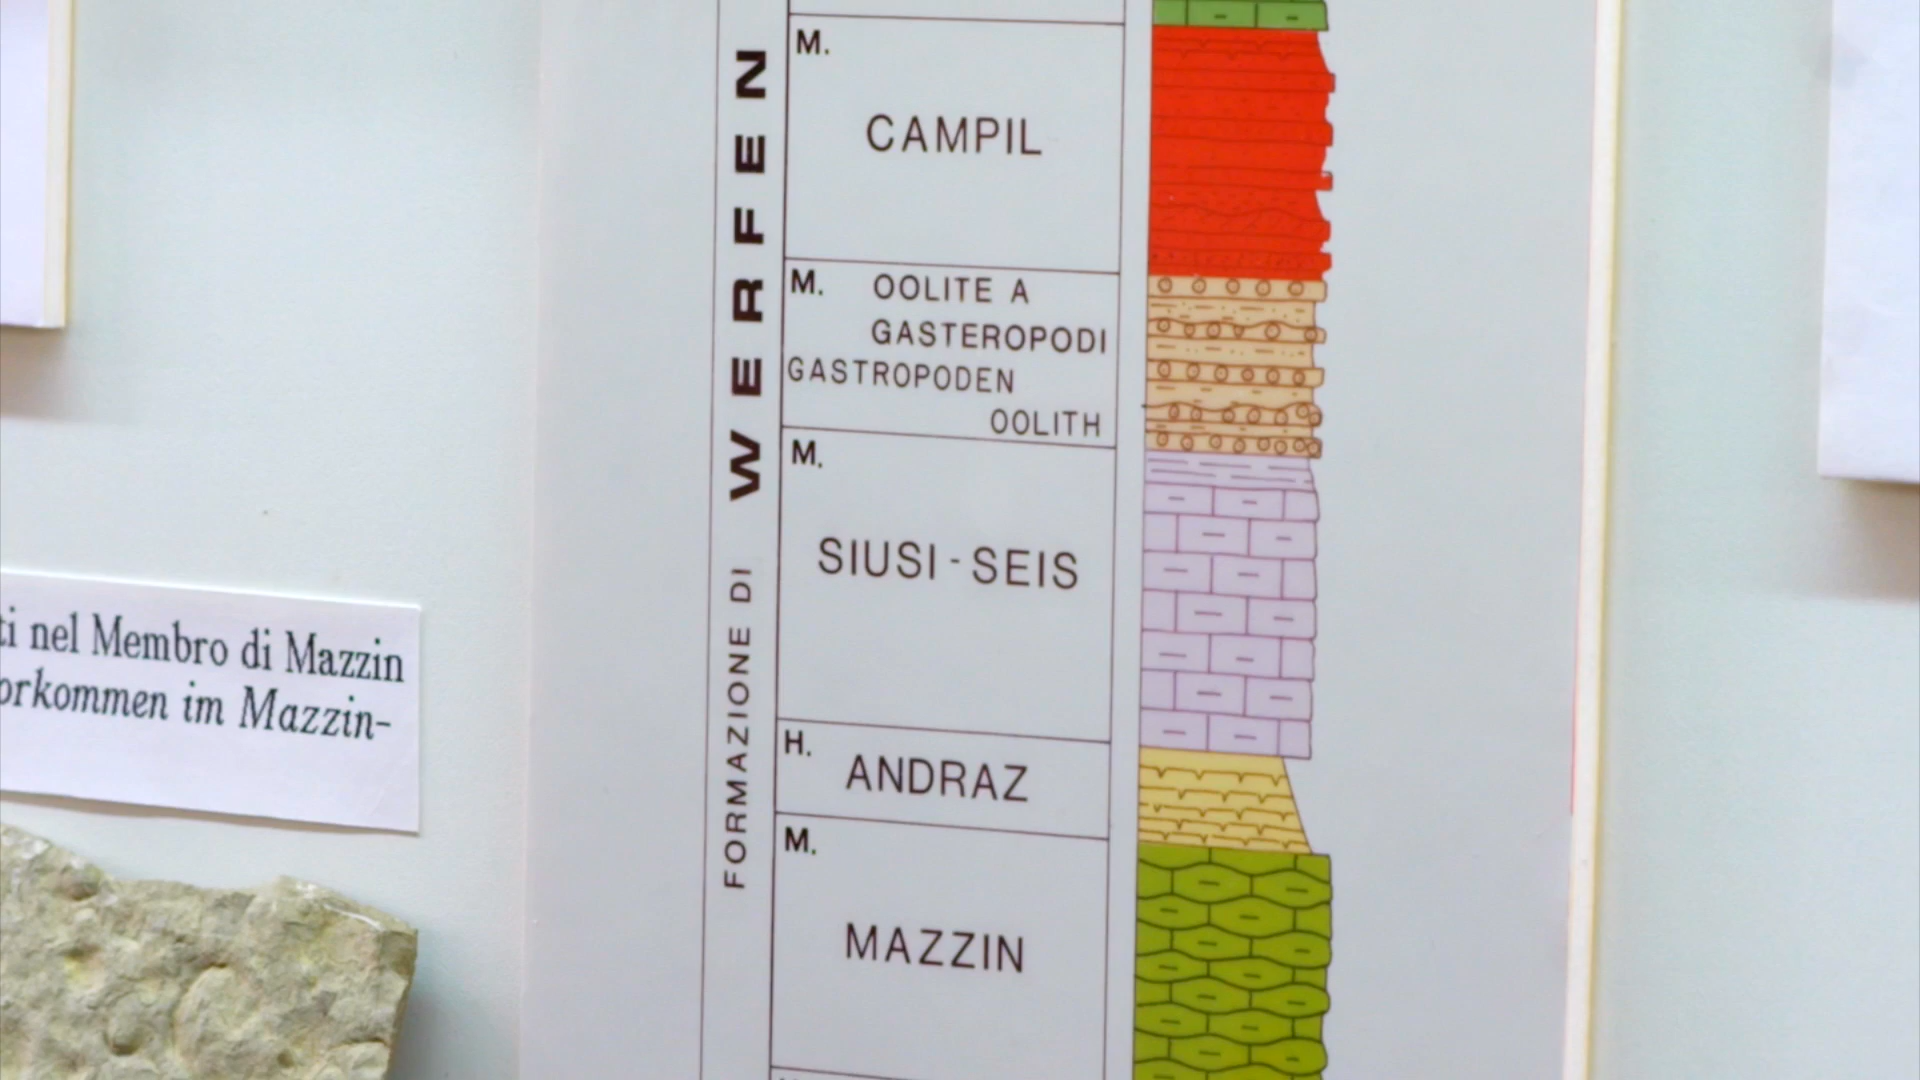 FORMAZIONE DI WERFEN
M.
CAMPIL
M. OOLITE A
GASTEROPODI
GASTROPODEN
OOLITH
M.
SIUSI - SEIS
H.
ANDRAZ
M.
MAZZIN
ti nel Membro di Mazzin
orkommen im Mazzin-